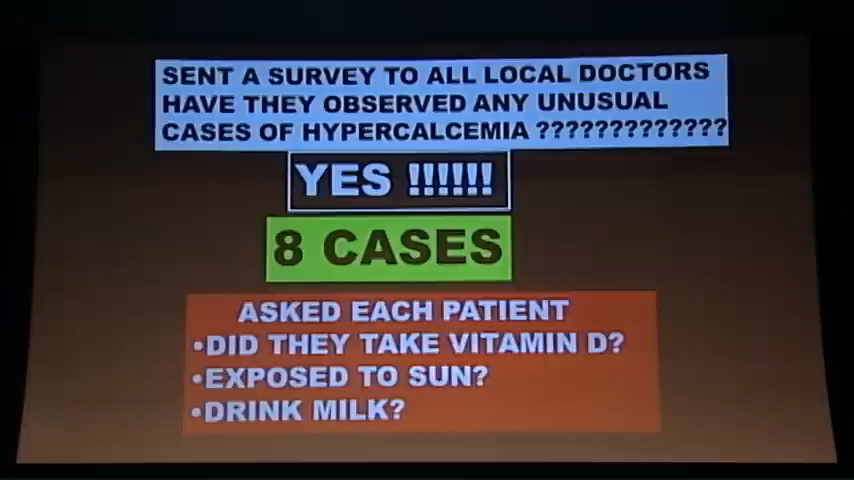 SENT A SURVEY TO ALL LOCAL DOCTORS
HAVE THEY OBSERVED ANY UNUSUAL
CASES OF HYPERCALCEMIA ?????????????
YES !!!!!!
8 CASES
ASKED EACH PATIENT
•DID THEY TAKE VITAMIN D?
•EXPOSED TO SUN?
•DRINK MILK?